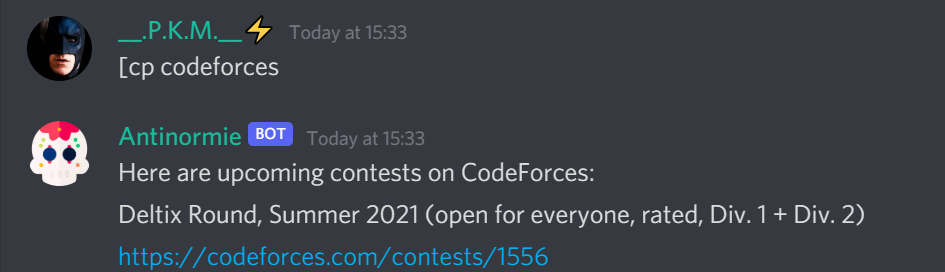 __.P.K.M.__⚡ Today at 15:33
[cp codeforces
Antinormie BOT Today at 15:33
Here are upcoming contests on CodeForces:
Deltix Round, Summer 2021 (open for everyone, rated, Div. 1 + Div. 2)
https://codeforces.com/contests/1556